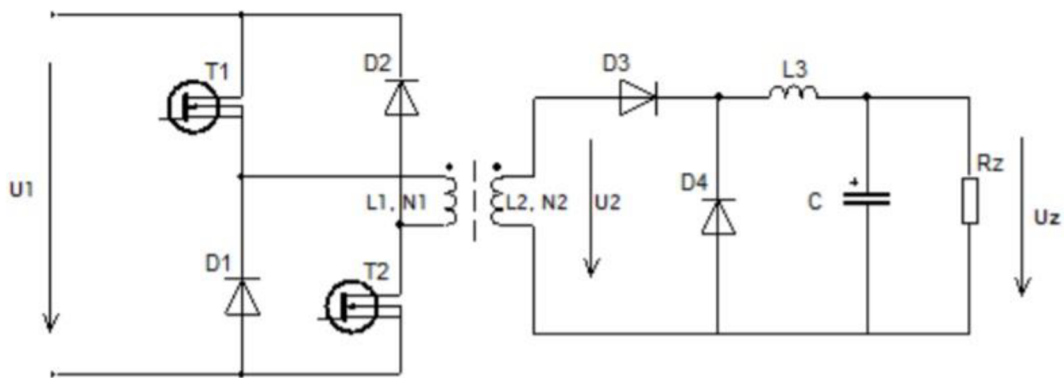 T1
D2
D3
L3
U1
L1, N1
L2, N2
U2
D4
+
C
Rz
Uz
D1
T2